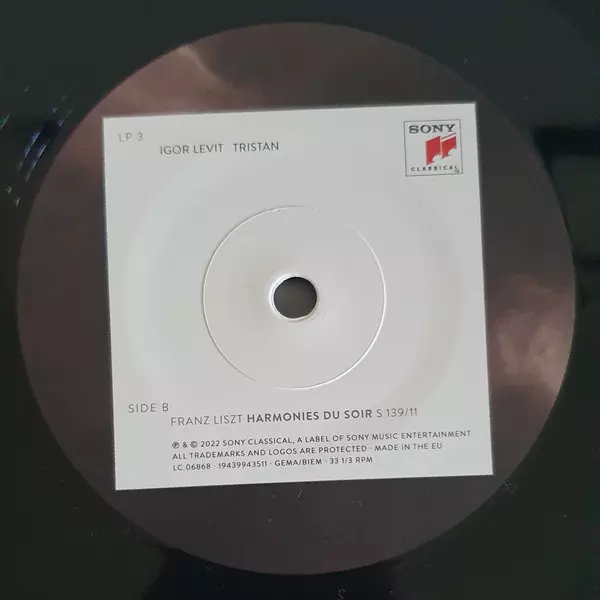 LP 3
IGOR LEVIT TRISTAN
SONY
CLASSICAL
SIDE B
FRANZ LISZT HARMONIES DU SOIR S 139/11
℗ & © 2022 SONY CLASSICAL, A LABEL OF SONY MUSIC ENTERTAINMENT
ALL TRADEMARKS AND LOGOS ARE PROTECTED · MADE IN THE EU
LC 06868 · 19439943511 · GEMA/BIEM · 33 1/3 RPM